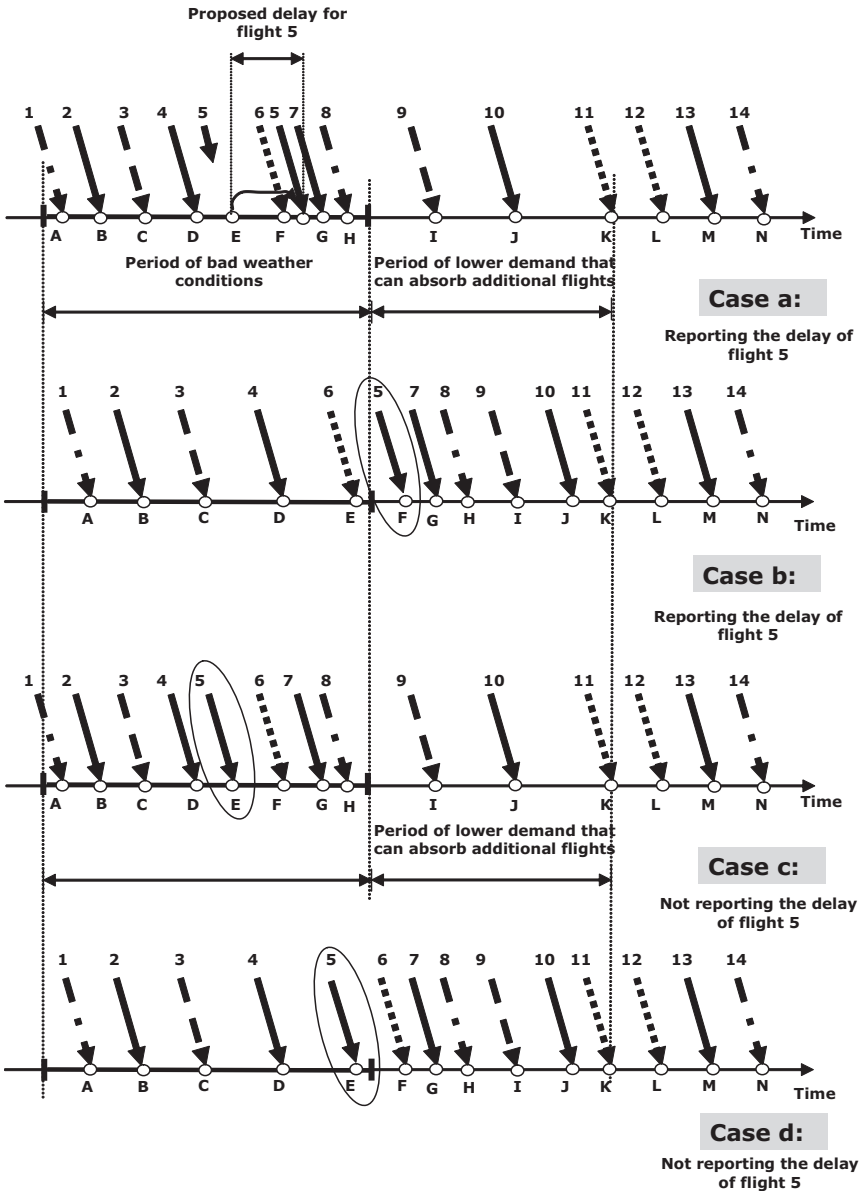 Proposed delay for
flight 5
1 2 3 4 5 6 5 7 8 9 10 11 12 13 14
A B C D E F G H I J K L M N Time
Period of bad weather
conditions
Period of lower demand that
can absorb additional flights
Case a:
Reporting the delay of
flight 5
1 2 3 4 6 5 7 8 9 10 11 12 13 14
A B C D E F G H I J K L M N Time
Case b:
Reporting the delay of
flight 5
1 2 3 4 5 6 7 8 9 10 11 12 13 14
A B C D E F G H I J K L M N Time
Period of lower demand that
can absorb additional flights
Case c:
Not reporting the delay
of flight 5
1 2 3 4 5 6 7 8 9 10 11 12 13 14
A B C D E F G H I J K L M N Time
Case d:
Not reporting the delay
of flight 5